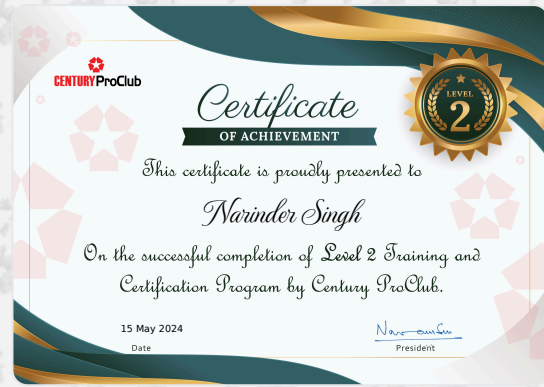 CENTURY ProClub
Certificate
OF ACHIEVEMENT
LEVEL
2
This certificate is proudly presented to
Narinder Singh
On the successful completion of Level 2 Training and
Certification Program by Century ProClub.
15 May 2024
Date
President